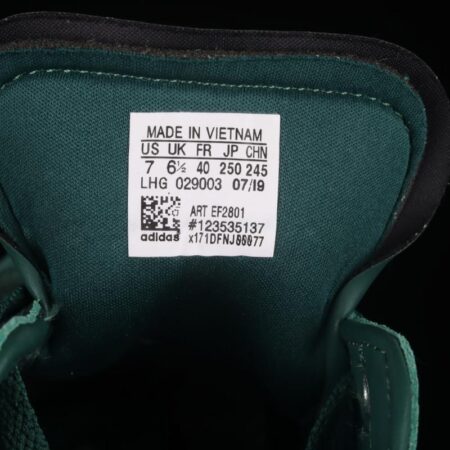 MADE IN VIETNAM
US UK FR JP CHN
7 6½ 40 250 245
LHG 029003 07/19
ART EF2801
#123535137
adidas